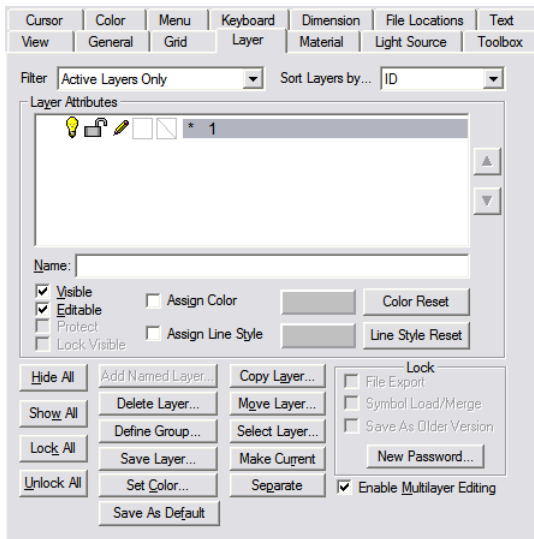 Cursor Color Menu Keyboard Dimension File Locations Text
View General Grid Layer Material Light Source Toolbox
Filter Active Layers Only Sort Layers by... ID
Layer Attributes
* 1
Name:
Visible
Editable
Protect
Lock Visible
Assign Color
Color Reset
Assign Line Style
Line Style Reset
Hide All
Show All
Lock All
Unlock All
Add Named Layer...
Delete Layer...
Define Group...
Save Layer...
Set Color...
Save As Default
Copy Layer...
Move Layer...
Select Layer...
Make Current
Separate
Lock
File Export
Symbol Load/Merge
Save As Older Version
New Password...
Enable Multilayer Editing